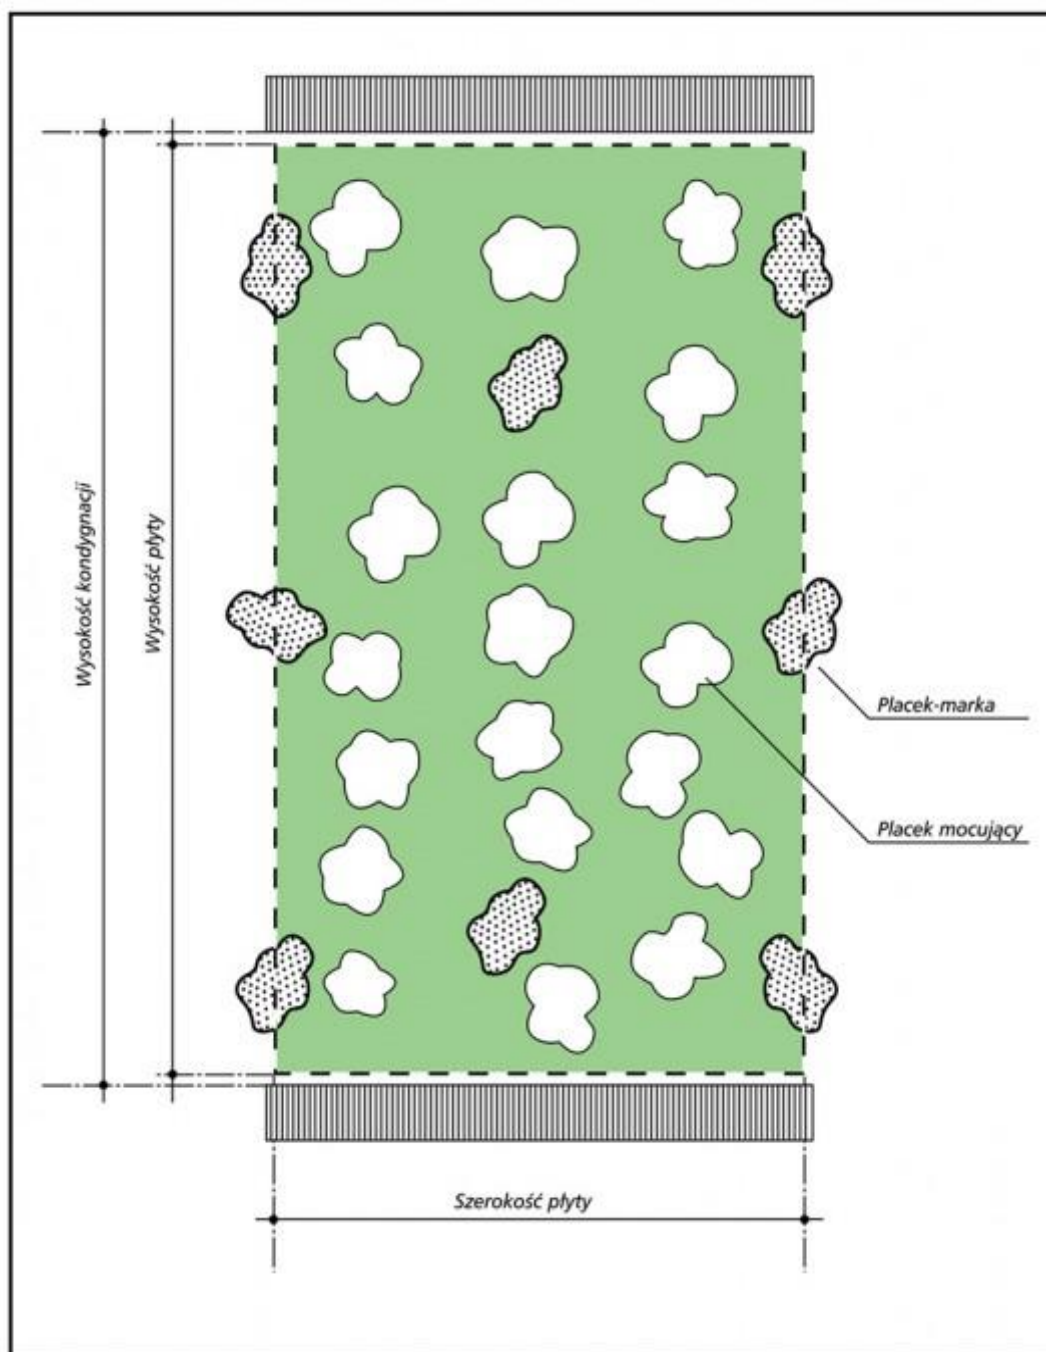 Wysokość kondygnacji
Wysokość płyty
Placek-marka
Placek mocujący
Szerokość płyty